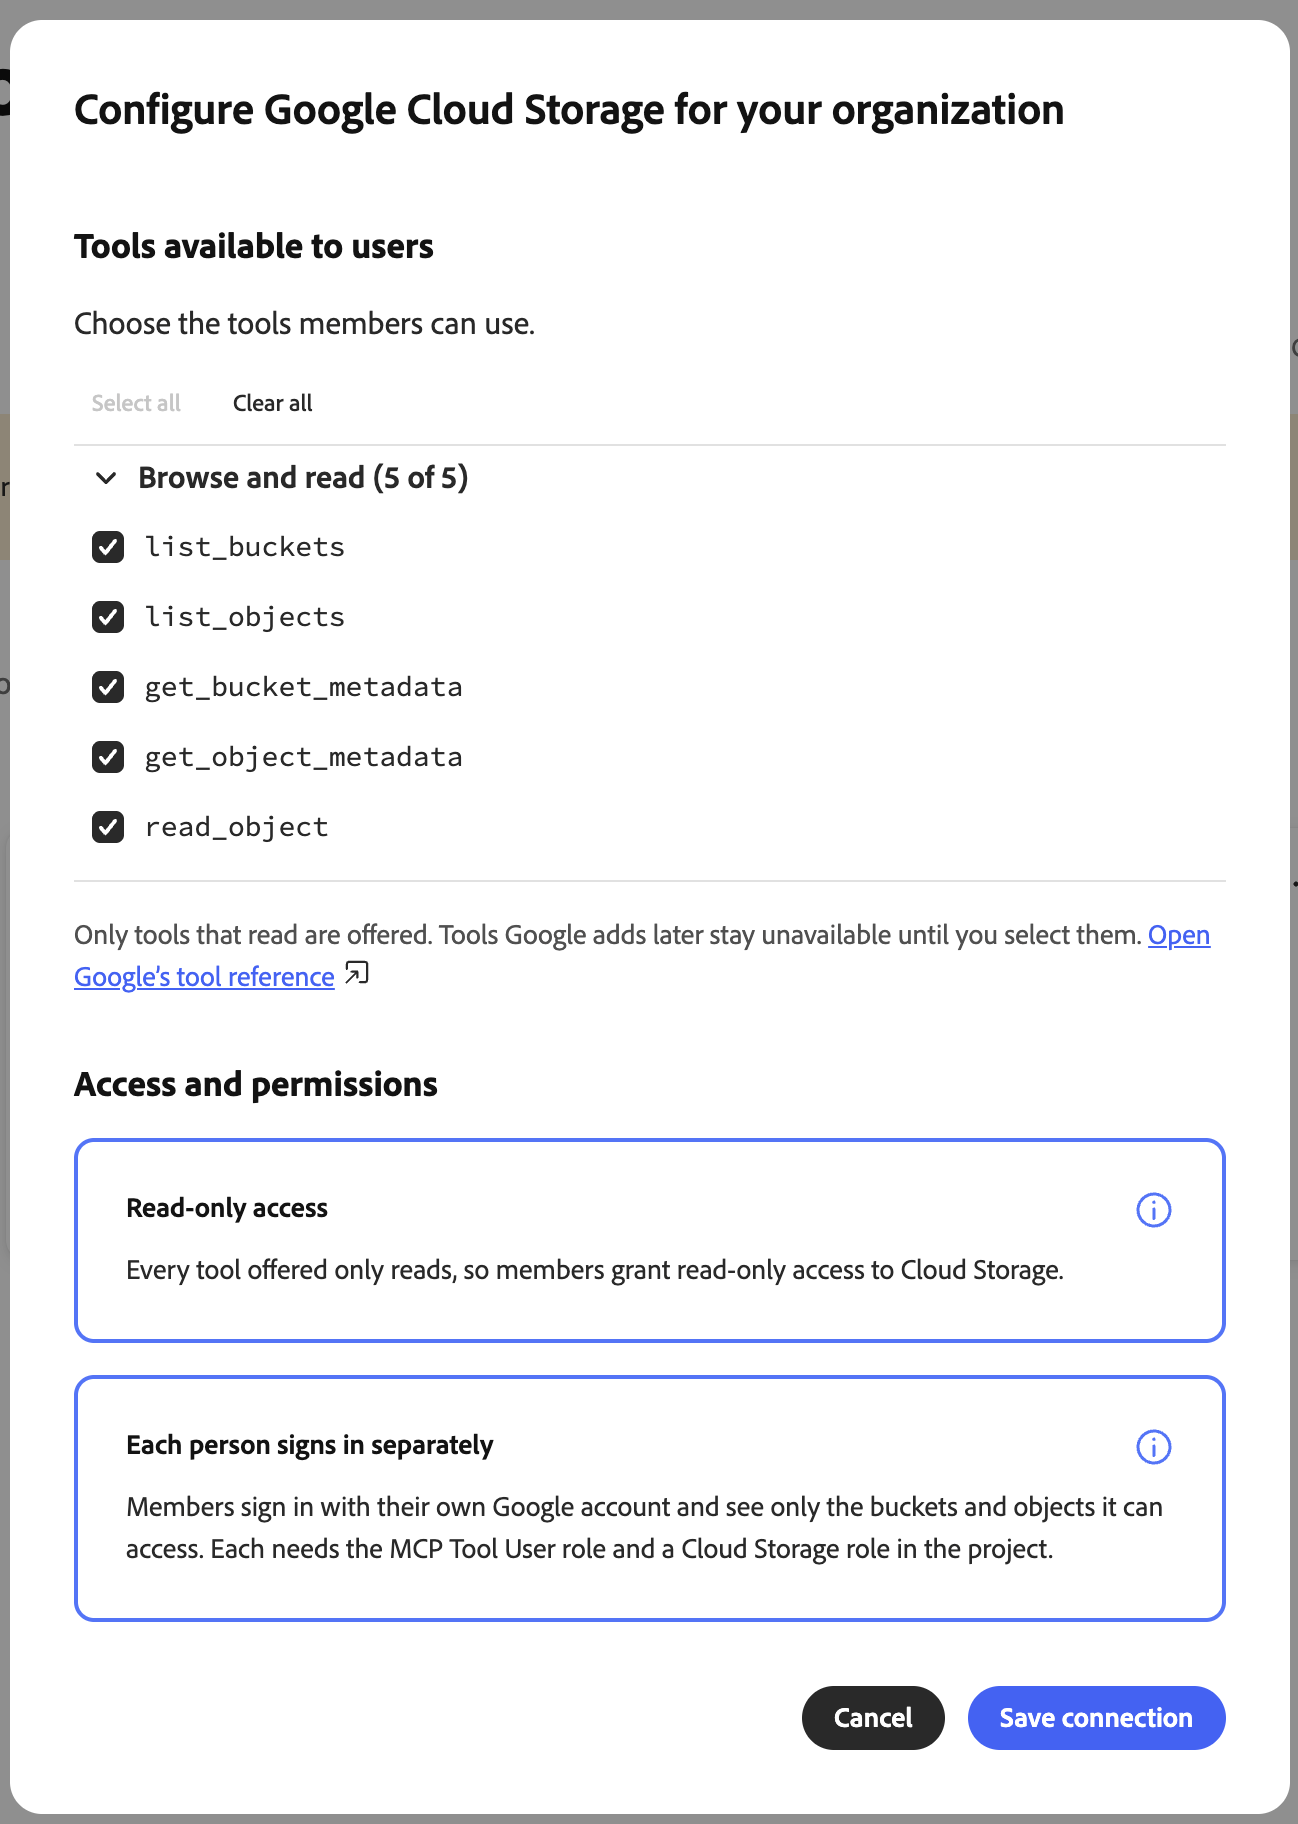 Configure Google Cloud Storage for your organization
Tools available to users
Choose the tools members can use.
Select all Clear all
Browse and read (5 of 5)
list_buckets
list_objects
get_bucket_metadata
get_object_metadata
read_object
Only tools that read are offered. Tools Google adds later stay unavailable until you select them. Open
Google’s tool reference
Access and permissions
Read-only access
Every tool offered only reads, so members grant read-only access to Cloud Storage.
Each person signs in separately
Members sign in with their own Google account and see only the buckets and objects it can
access. Each needs the MCP Tool User role and a Cloud Storage role in the project.
Cancel Save connection